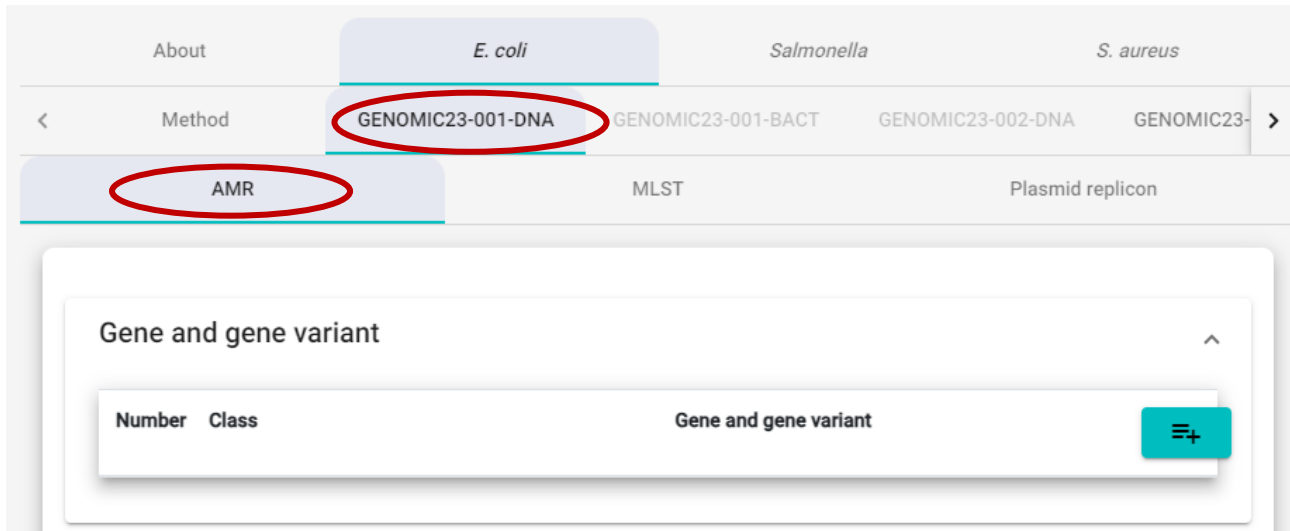 About E. coli Salmonella S. aureus
Method GENOMIC23-001-DNA GENOMIC23-001-BACT GENOMIC23-002-DNA GENOMIC23-
AMR MLST Plasmid replicon
Gene and gene variant
Number Class Gene and gene variant